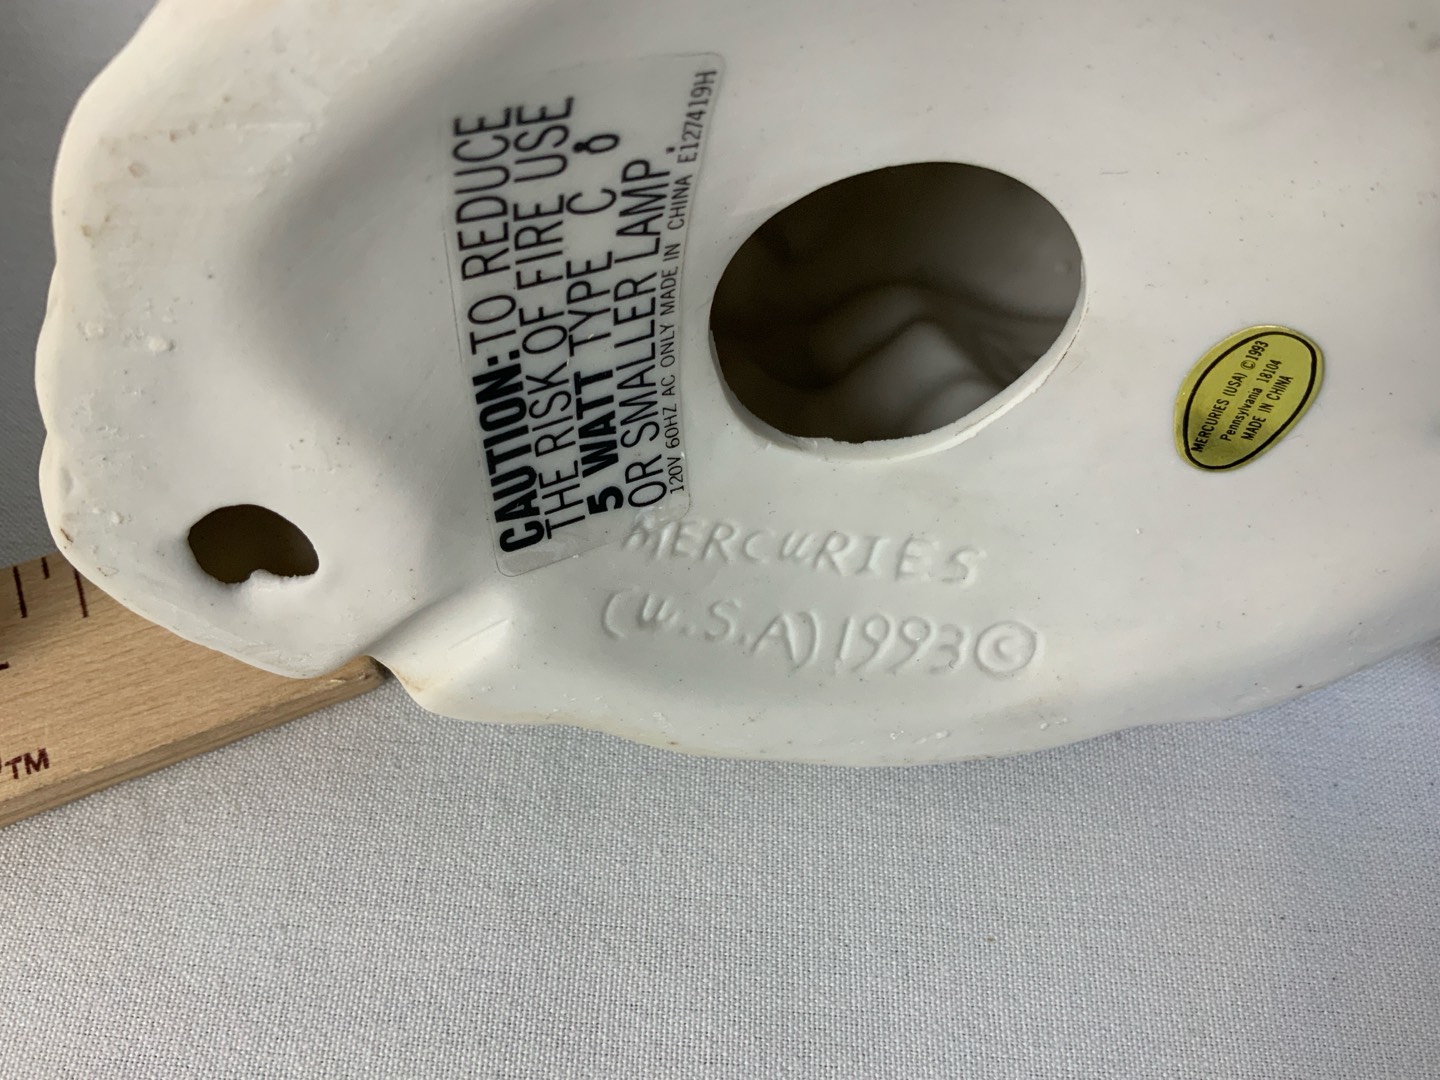 CAUTION: TO REDUCE
THE RISK OF FIRE USE
5 WATT TYPE C
OR SMALLER LAMP.
120V 60HZ AC ONLY MADE IN CHINA E127419H
MERCURIES
(U.S.A) 1993 ©
MERCURIES (USA) ©1993
Pennsylvania 18104
MADE IN CHINA
TM